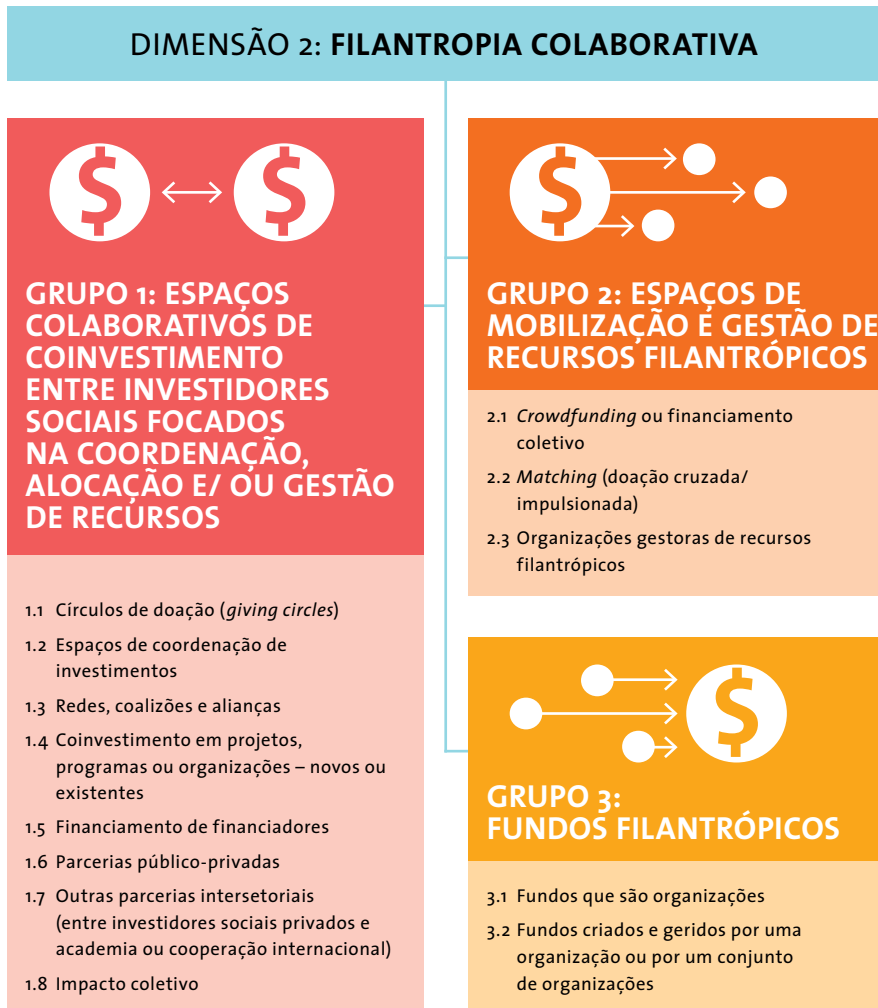 DIMENSÃO 2: FILANTROPIA COLABORATIVA
$ $
GRUPO 1: ESPAÇOS
COLABORATIVOS DE
COINVESTIMENTO
ENTRE INVESTIDORES
SOCIAIS FOCADOS
NA COORDENAÇÃO,
ALOCAÇÃO E/ OU GESTÃO
DE RECURSOS
1.1 Círculos de doação (giving circles)
1.2 Espaços de coordenação de
investimentos
1.3 Redes, coalizões e alianças
1.4 Coinvestimento em projetos,
programas ou organizações – novos ou
existentes
1.5 Financiamento de financiadores
1.6 Parcerias público-privadas
1.7 Outras parcerias intersetoriais
(entre investidores sociais privados e
academia ou cooperação internacional)
1.8 Impacto coletivo
$
GRUPO 2: ESPAÇOS DE
MOBILIZAÇÃO E GESTÃO DE
RECURSOS FILANTRÓPICOS
2.1 Crowdfunding ou financiamento
coletivo
2.2 Matching (doação cruzada/
impulsionada)
2.3 Organizações gestoras de recursos
filantrópicos
$
GRUPO 3:
FUNDOS FILANTRÓPICOS
3.1 Fundos que são organizações
3.2 Fundos criados e geridos por uma
organização ou por um conjunto
de organizações